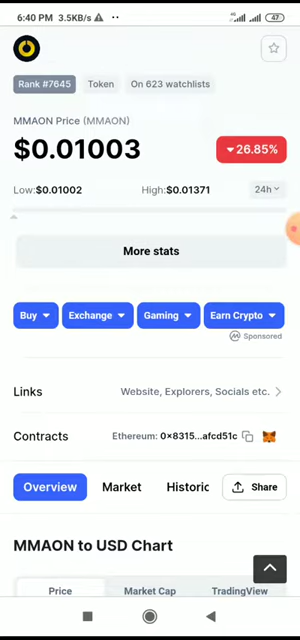 6:40 PM 3.5KB/s
47
Rank #7645 Token On 623 watchlists
MMAON Price (MMAON)
$0.01003 26.85%
Low:$0.01002 High:$0.01371 24h
More stats
Buy Exchange Gaming Earn Crypto
Sponsored
Links Website, Explorers, Socials etc.
Contracts Ethereum: 0x8315...afcd51c
Overview Market Historic Share
MMAON to USD Chart
Price Market Cap TradingView